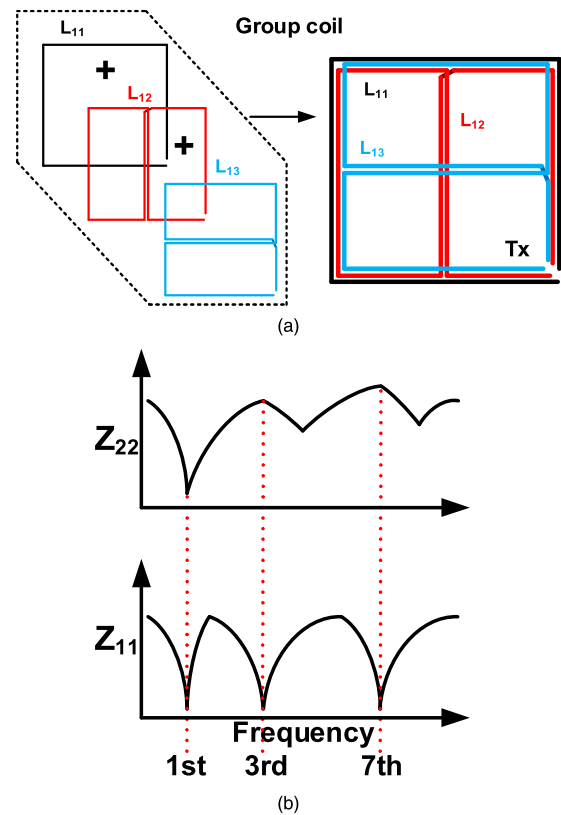 Group coil
L₁₁
+
L₁₂
+
L₁₃
L₁₁
L₁₂
L₁₃
Tx
(a)
Z₂₂
Z₁₁
Frequency
1st 3rd 7th
(b)